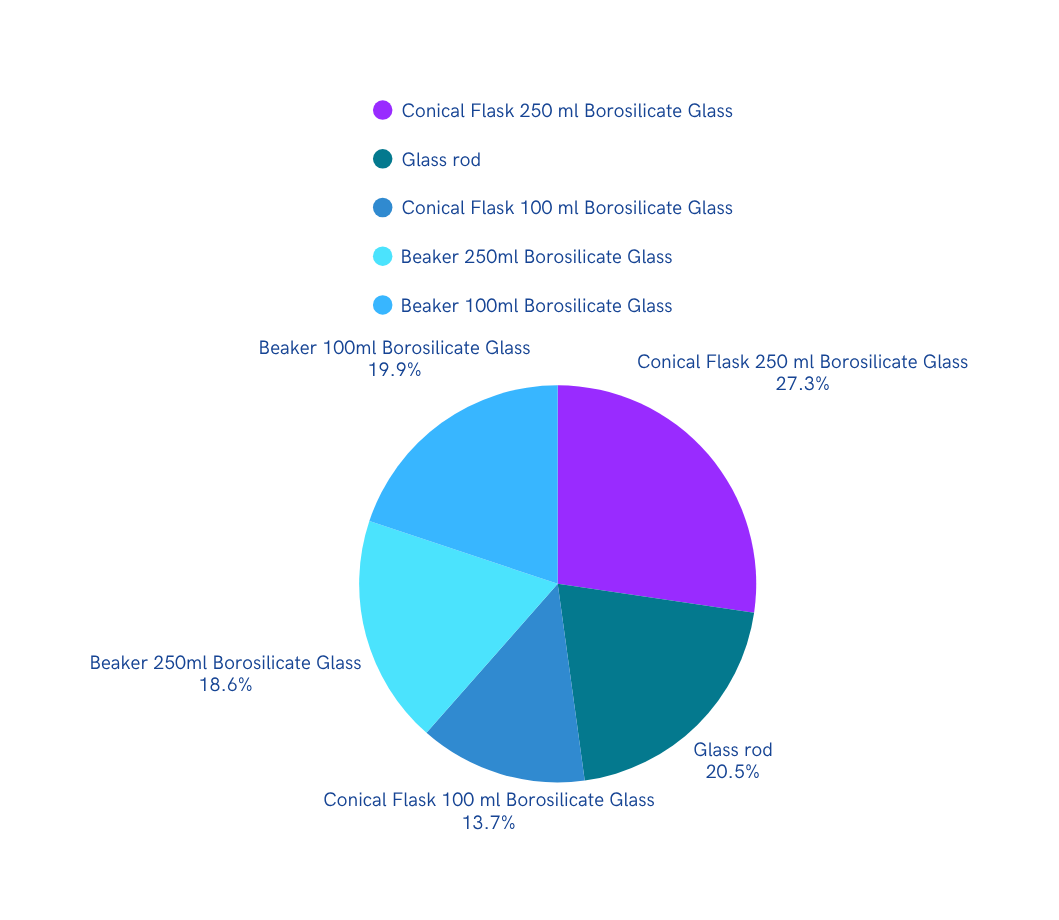 Conical Flask 250 ml Borosilicate Glass
Glass rod
Conical Flask 100 ml Borosilicate Glass
Beaker 250ml Borosilicate Glass
Beaker 100ml Borosilicate Glass
Beaker 100ml Borosilicate Glass
19.9%
Conical Flask 250 ml Borosilicate Glass
27.3%
Beaker 250ml Borosilicate Glass
18.6%
Glass rod
20.5%
Conical Flask 100 ml Borosilicate Glass
13.7%